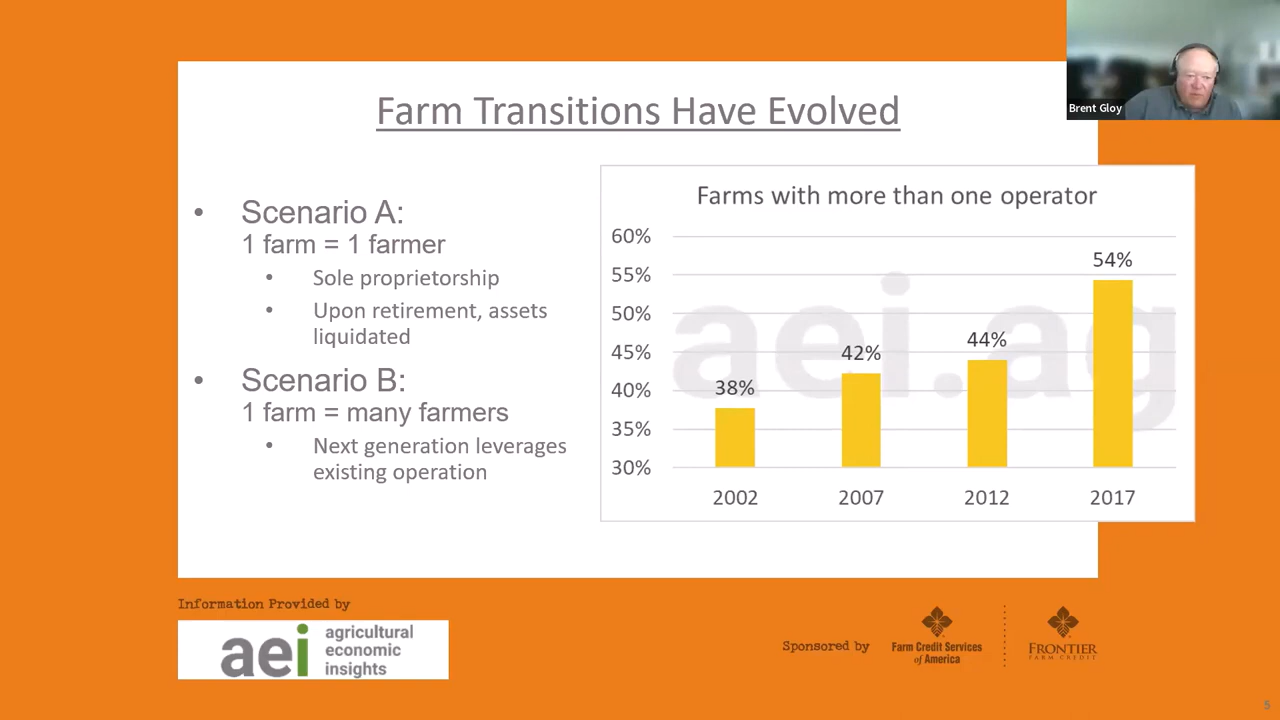 Brent Gloy
Farm Transitions Have Evolved
• Scenario A:
1 farm = 1 farmer
• Sole proprietorship
• Upon retirement, assets
liquidated
• Scenario B:
1 farm = many farmers
• Next generation leverages
existing operation
Farms with more than one operator
60%
55%
50%
45%
40%
35%
30%
38%
42%
44%
54%
2002 2007 2012 2017
aei.ag
Information Provided by
aei
agricultural
economic
insights
Sponsored by
Farm Credit Services
of America
FRONTIER
FARM CREDIT
5